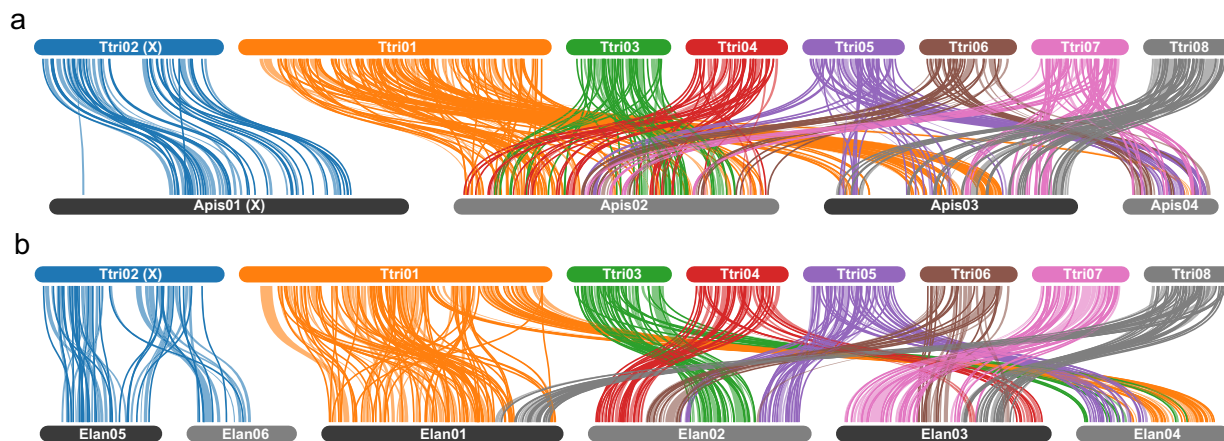 a
Ttri02 (X) Ttri01 Ttri03 Ttri04 Ttri05 Ttri06 Ttri07 Ttri08
Apis01 (X) Apis02 Apis03 Apis04
b
Ttri02 (X) Ttri01 Ttri03 Ttri04 Ttri05 Ttri06 Ttri07 Ttri08
Elan05 Elan06 Elan01 Elan02 Elan03 Elan04